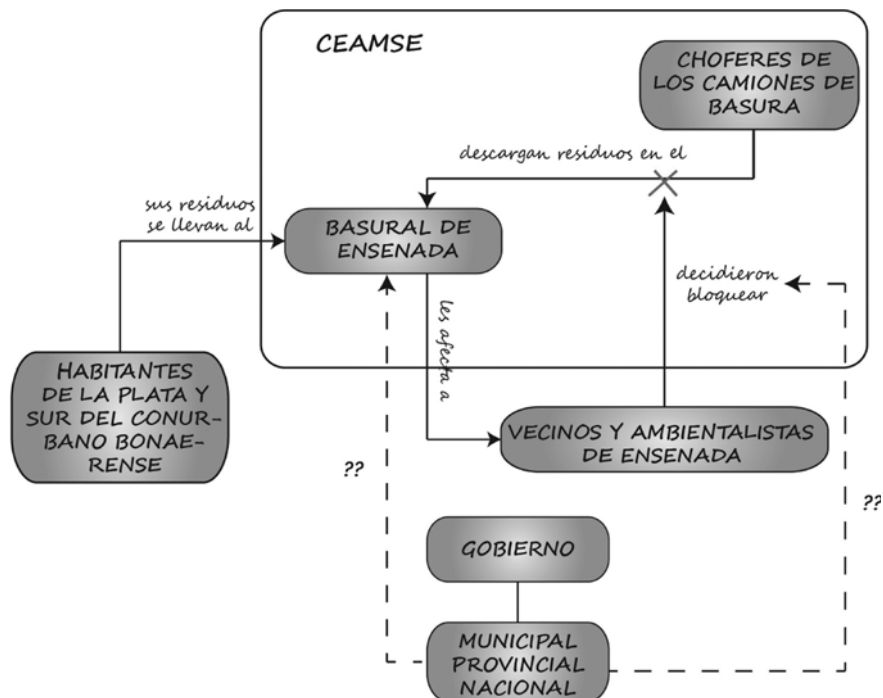 CEAMSE
CHOFERES DE
LOS CAMIONES DE
BASURA
descargan residuos en el
sus residuos
se llevan al
BASURAL DE
ENSENADA
decidieron
bloquear
les afecta a
HABITANTES
DE LA PLATA Y
SUR DEL CONUR-
BANO BONAE-
RENSE
VECINOS Y AMBIENTALISTAS
DE ENSENADA
??
??
GOBIERNO
MUNICIPAL
PROVINCIAL
NACIONAL